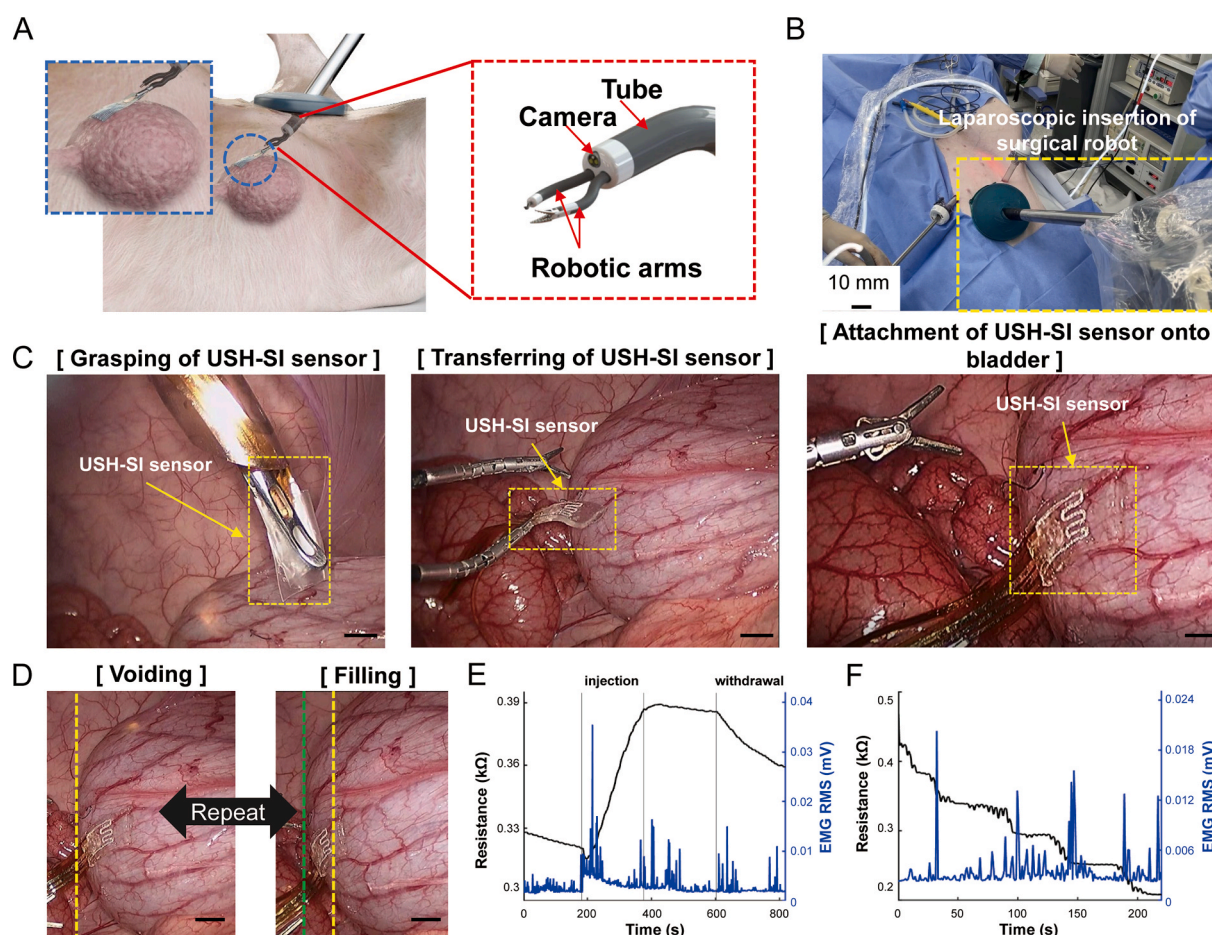 A
Tube
Camera
Robotic arms
B
Laparoscopic insertion of
surgical robot
10 mm
C
[ Grasping of USH-SI sensor ]
USH-SI sensor
[ Transferring of USH-SI sensor ]
USH-SI sensor
[ Attachment of USH-SI sensor onto
bladder ]
USH-SI sensor
D
[ Voiding ]
[ Filling ]
Repeat
E
injection
withdrawal
0.39
0.36
0.33
0.3
Resistance (kΩ)
0.04
0.03
0.02
0.01
0
EMG RMS (mV)
0
200
400
600
800
Time (s)
F
0.5
0.4
0.3
0.2
Resistance (kΩ)
0.024
0.018
0.012
0.006
0
EMG RMS (mV)
0
50
100
150
200
Time (s)